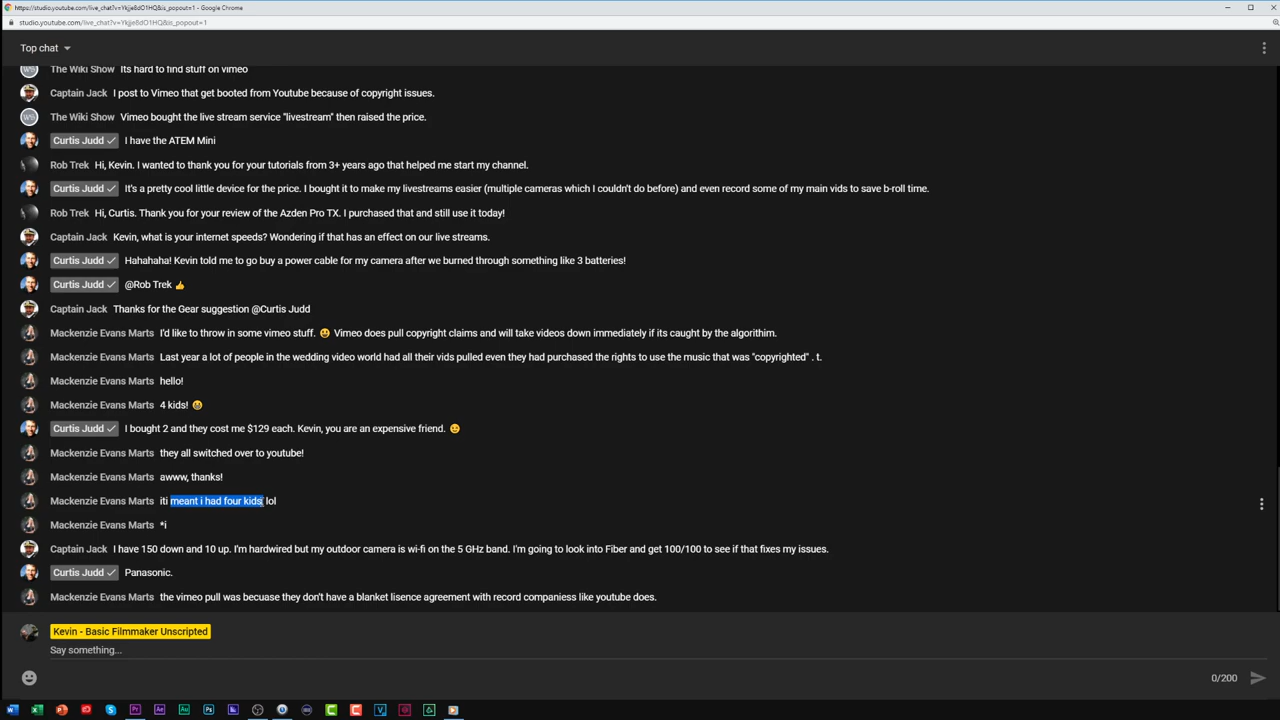 https://studio.youtube.com/live_chat?v=Ykjje8dO1HQ&is_popout=1 - Google Chrome
studio.youtube.com/live_chat?v=Ykjje8dO1HQ&is_popout=1
Top chat
The Wiki Show Its hard to find stuff on vimeo
Captain Jack I post to Vimeo that get booted from Youtube because of copyright issues.
The Wiki Show Vimeo bought the live stream service "livestream" then raised the price.
Curtis Judd I have the ATEM Mini
Rob Trek Hi, Kevin. I wanted to thank you for your tutorials from 3+ years ago that helped me start my channel.
Curtis Judd It's a pretty cool little device for the price. I bought it to make my livestreams easier (multiple cameras which I couldn't do before) and even record some of my main vids to save b-roll time.
Rob Trek Hi, Curtis. Thank you for your review of the Azden Pro TX. I purchased that and still use it today!
Captain Jack Kevin, what is your internet speeds? Wondering if that has an effect on our live streams.
Curtis Judd Hahahaha! Kevin told me to go buy a power cable for my camera after we burned through something like 3 batteries!
Curtis Judd @Rob Trek 👍
Captain Jack Thanks for the Gear suggestion @Curtis Judd
Mackenzie Evans Marts I'd like to throw in some vimeo stuff. 😃 Vimeo does pull copyright claims and will take videos down immediately if its caught by the algorithim.
Mackenzie Evans Marts Last year a lot of people in the wedding video world had all their vids pulled even they had purchased the rights to use the music that was "copyrighted" . t.
Mackenzie Evans Marts hello!
Mackenzie Evans Marts 4 kids! 😆
Curtis Judd I bought 2 and they cost me $129 each. Kevin, you are an expensive friend. 😉
Mackenzie Evans Marts they all switched over to youtube!
Mackenzie Evans Marts awww, thanks!
Mackenzie Evans Marts iti meant i had four kids, lol
Mackenzie Evans Marts *i
Captain Jack I have 150 down and 10 up. I'm hardwired but my outdoor camera is wi-fi on the 5 GHz band. I'm going to look into Fiber and get 100/100 to see if that fixes my issues.
Curtis Judd Panasonic.
Mackenzie Evans Marts the vimeo pull was becuase they don't have a blanket lisence agreement with record companiess like youtube does.
Kevin - Basic Filmmaker Unscripted
Say something...
0/200